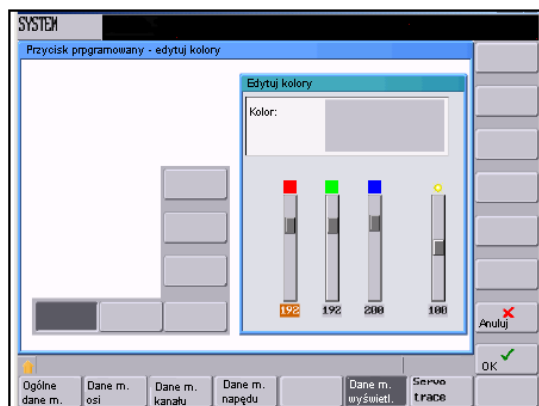 SYSTEM
Przycisk prpgramowany - edytuj kolory
Edytuj kolory
Kolor:
192 192 200 100
Anuluj
OK
Ogólne dane m.
Dane m. osi
Dane m. kanału
Dane m. napędu
Dane m. wyświetl.
Servo trace